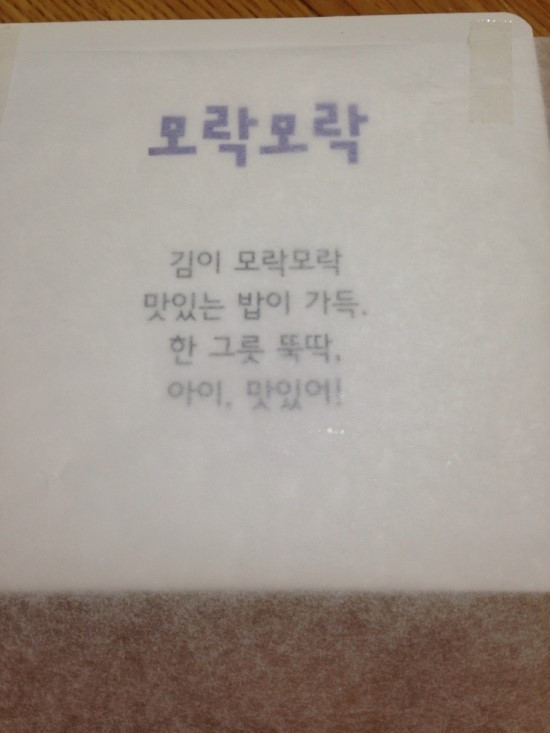 모락모락
김이 모락모락
맛있는 밥이 가득.
한 그릇 뚝딱,
아이, 맛있어!